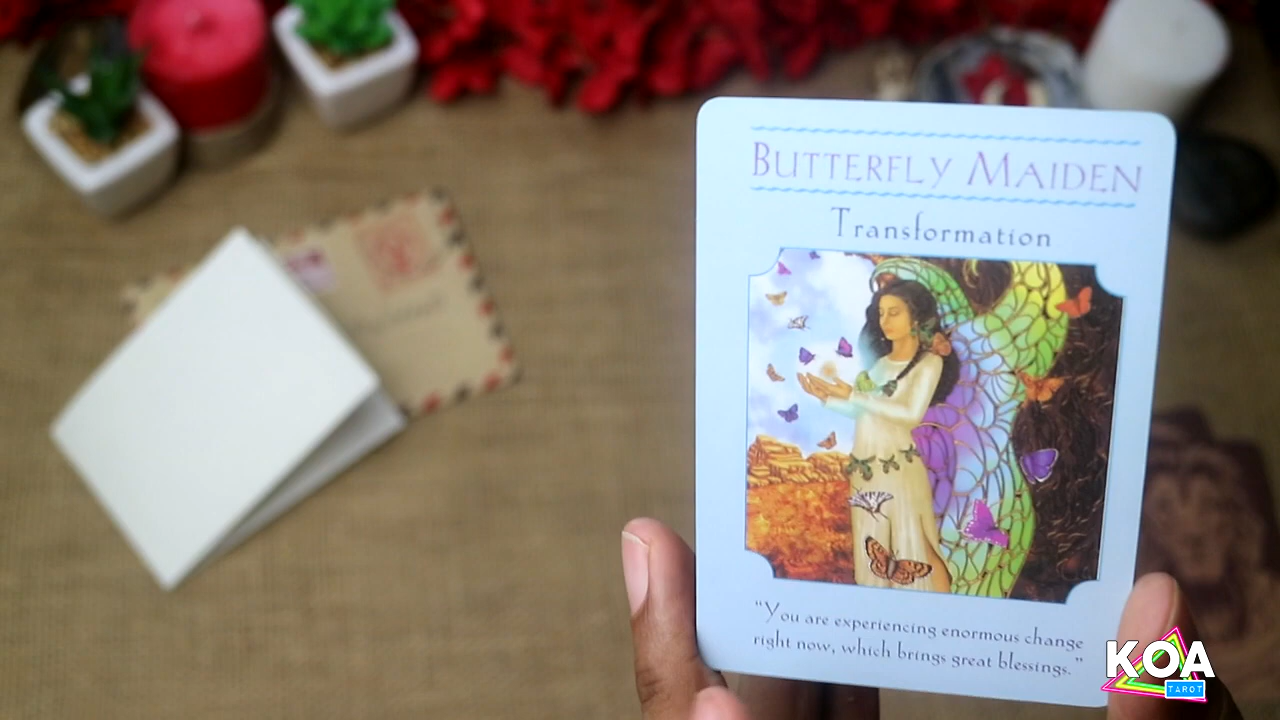 BUTTERFLY MAIDEN
Transformation
"You are experiencing enormous change
right now, which brings great blessings."
KOA
TAROT